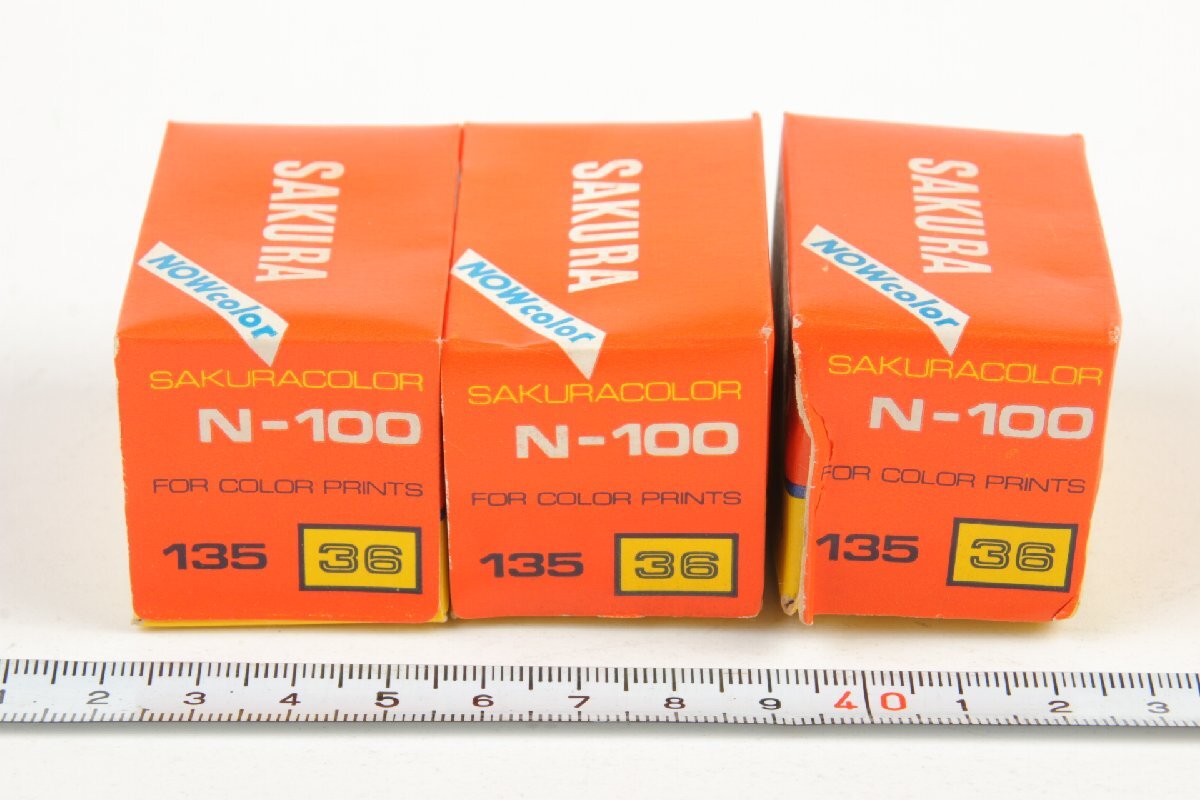 SAKURA
NOWcolor
SAKURACOLOR
N-100
FOR COLOR PRINTS
135 36
SAKURA
NOWcolor
SAKURACOLOR
N-100
FOR COLOR PRINTS
135 36
SAKURA
NOWcolor
SAKURACOLOR
N-100
FOR COLOR PRINTS
135 36
1 2 3 4 5 6 7 8 9 40 1 2 3